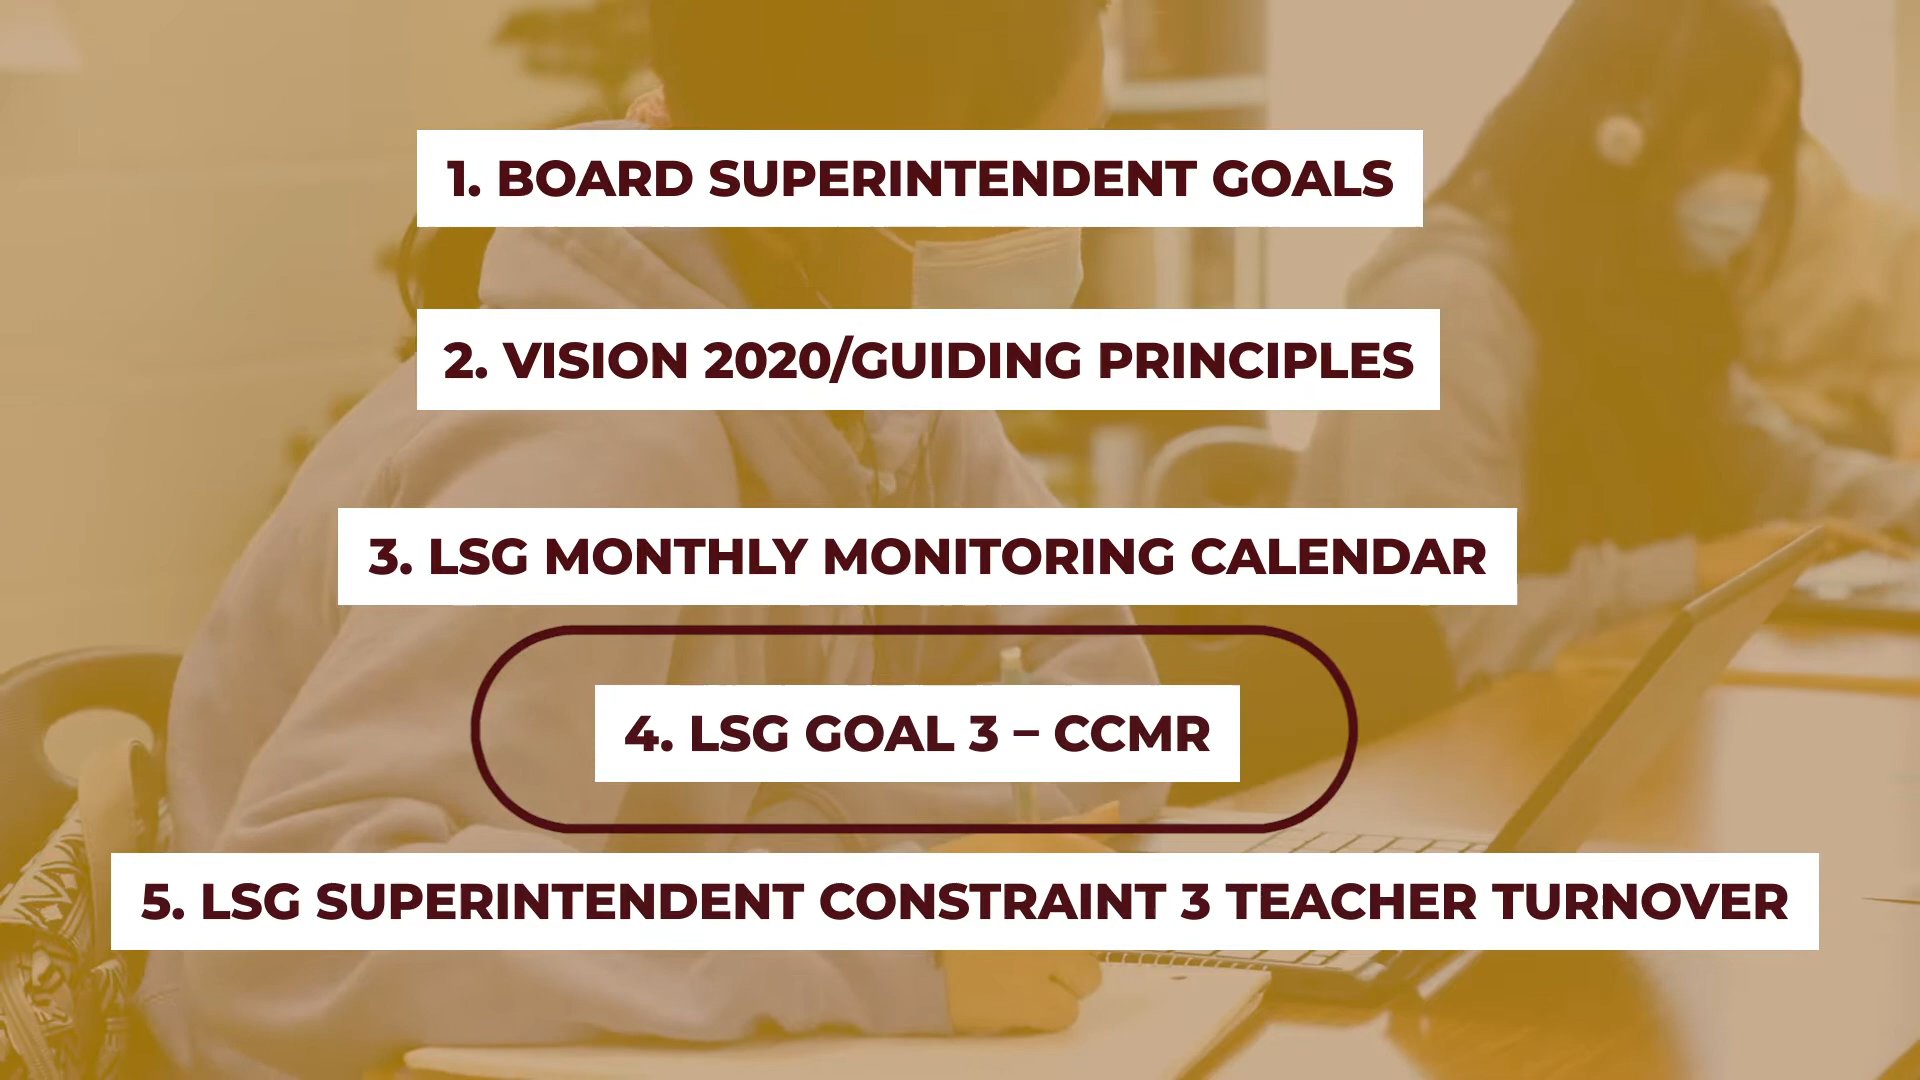 1. BOARD SUPERINTENDENT GOALS
2. VISION 2020/GUIDING PRINCIPLES
3. LSG MONTHLY MONITORING CALENDAR
4. LSG GOAL 3 – CCMR
5. LSG SUPERINTENDENT CONSTRAINT 3 TEACHER TURNOVER